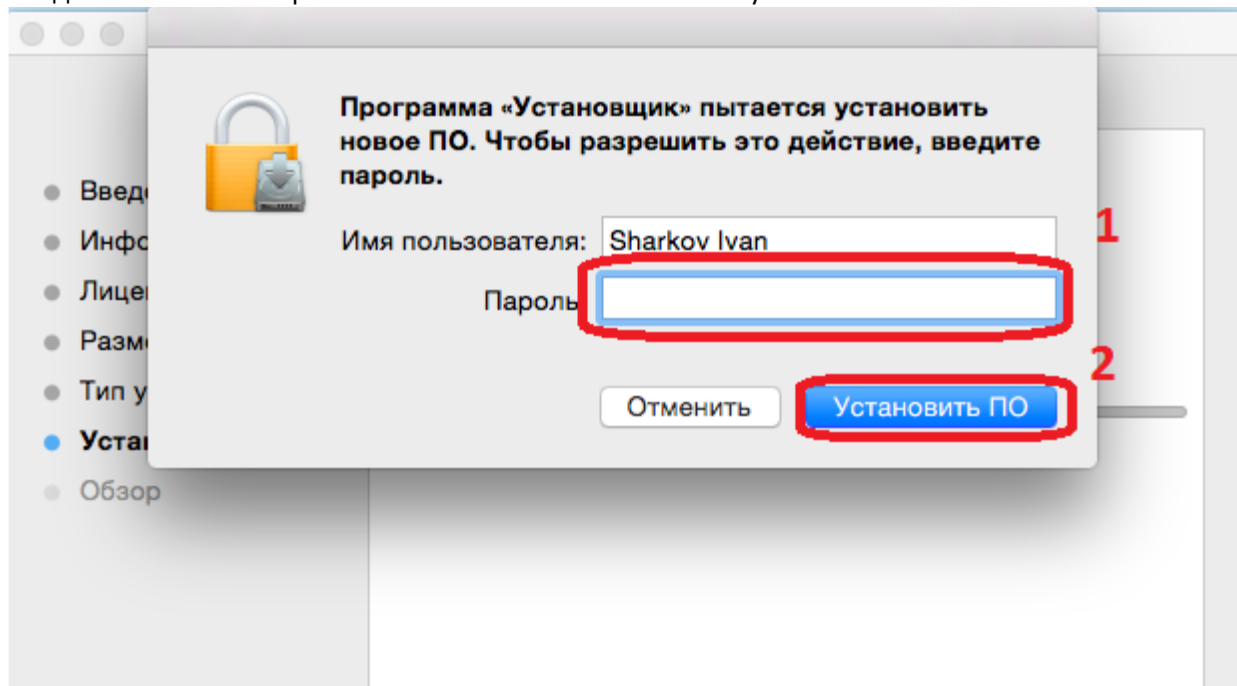 Программа «Установщик» пытается установить
новое ПО. Чтобы разрешить это действие, введите
пароль.
Имя пользователя: Sharkov Ivan
1
Пароль
2
Отменить Установить ПО
Тип у
Обзор